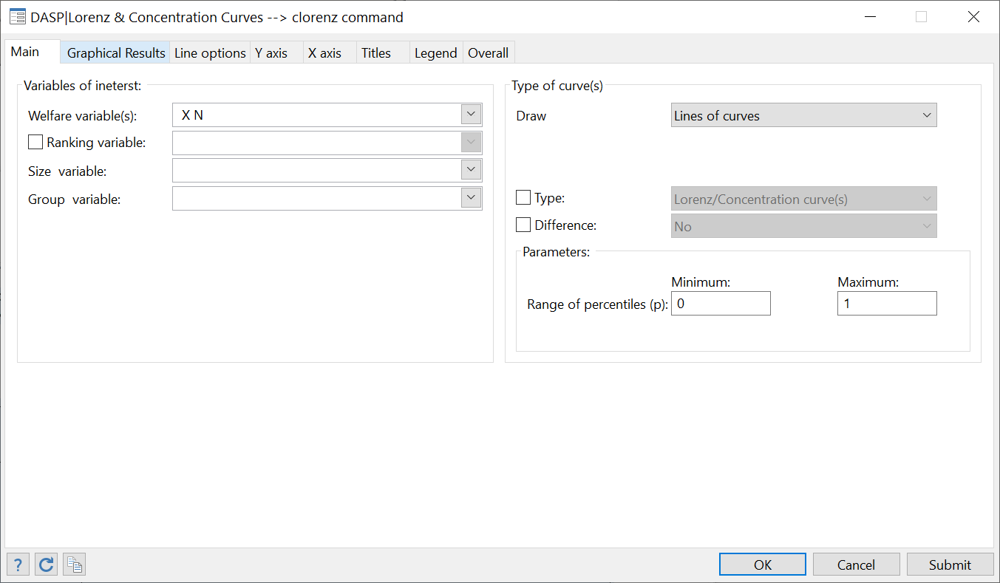 DASP|Lorenz & Concentration Curves --> clorenz command
Main Graphical Results Line options Y axis X axis Titles Legend Overall
Variables of ineterst:
Welfare variable(s): X N
Ranking variable:
Size variable:
Group variable:
Type of curve(s)
Draw Lines of curves
Type: Lorenz/Concentration curve(s)
Difference: No
Parameters:
Minimum: Maximum:
Range of percentiles (p): 0 1
? OK Cancel Submit